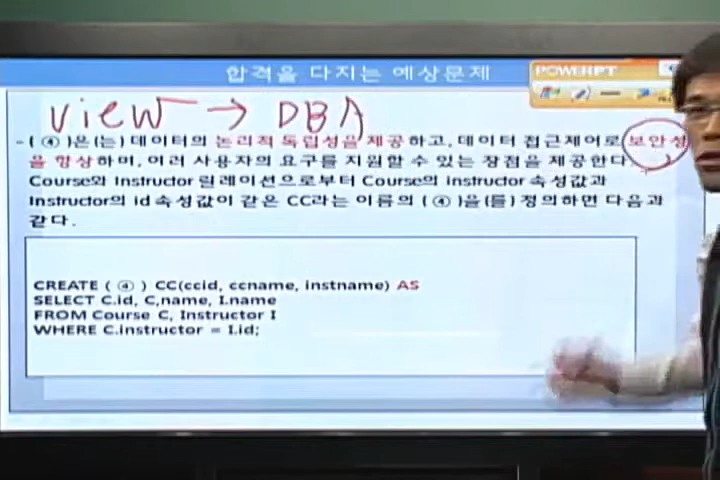 합격을 다지는 예상문제
POWERPT
view → DBA
- ( ④ )은(는) 데이터의 논리적 독립성을 제공하고, 데이터 접근제어로 보안성
을 향상하며, 여러 사용자의 요구를 지원할 수 있는 장점을 제공한다.
Course와 Instructor 릴레이션으로부터 Course의 instructor 속성값과
Instructor의 id 속성값이 같은 CC라는 이름의 ( ④ )을(를) 정의하면 다음과
같다.
CREATE ( ④ ) CC(ccid, ccname, instname) AS
SELECT C.id, C,name, I.name
FROM Course C, Instructor I
WHERE C.instructor = I.id;